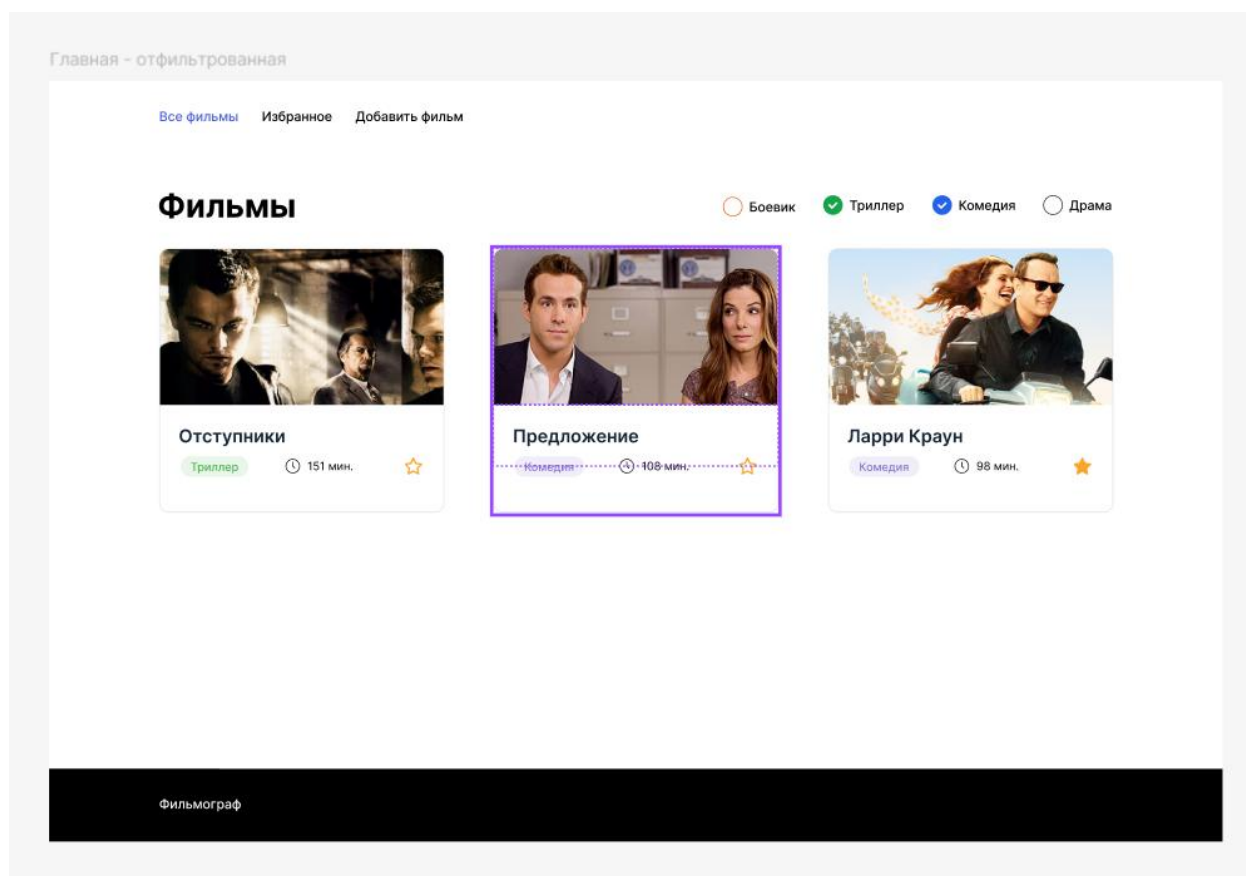 Главная - отфильтрованная
Все фильмы Избранное Добавить фильм
Фильмы
Боевик Триллер Комедия Драма
Отступники
Триллер 151 мин.
Предложение
Комедия 108 мин.
Ларри Краун
Комедия 98 мин.
Фильмограф